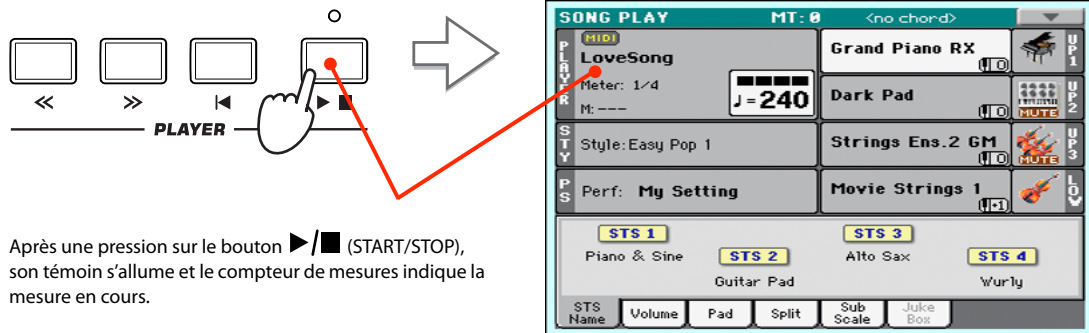 PLAYER
Après une pression sur le bouton ►/■ (START/STOP),
son témoin s'allume et le compteur de mesures indique la
mesure en cours.
SONG PLAY MT: 0 <no chord>
PLAYER
MIDI
LoveSong
Meter: 1/4
M: ---
♩=240
Grand Piano RX
0
UP1
Dark Pad
0
MUTE
UP2
STY
Style:Easy Pop 1
Strings Ens.2 GM
0
MUTE
UP3
PS
Perf: My Setting
Movie Strings 1
+1
LOW
STS 1
Piano & Sine
STS 2
Guitar Pad
STS 3
Alto Sax
STS 4
Wurly
STS Name
Volume
Pad
Split
Sub Scale
Juke Box